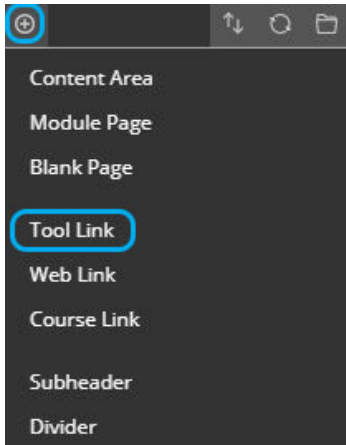 Content Area
Module Page
Blank Page
Tool Link
Web Link
Course Link
Subheader
Divider